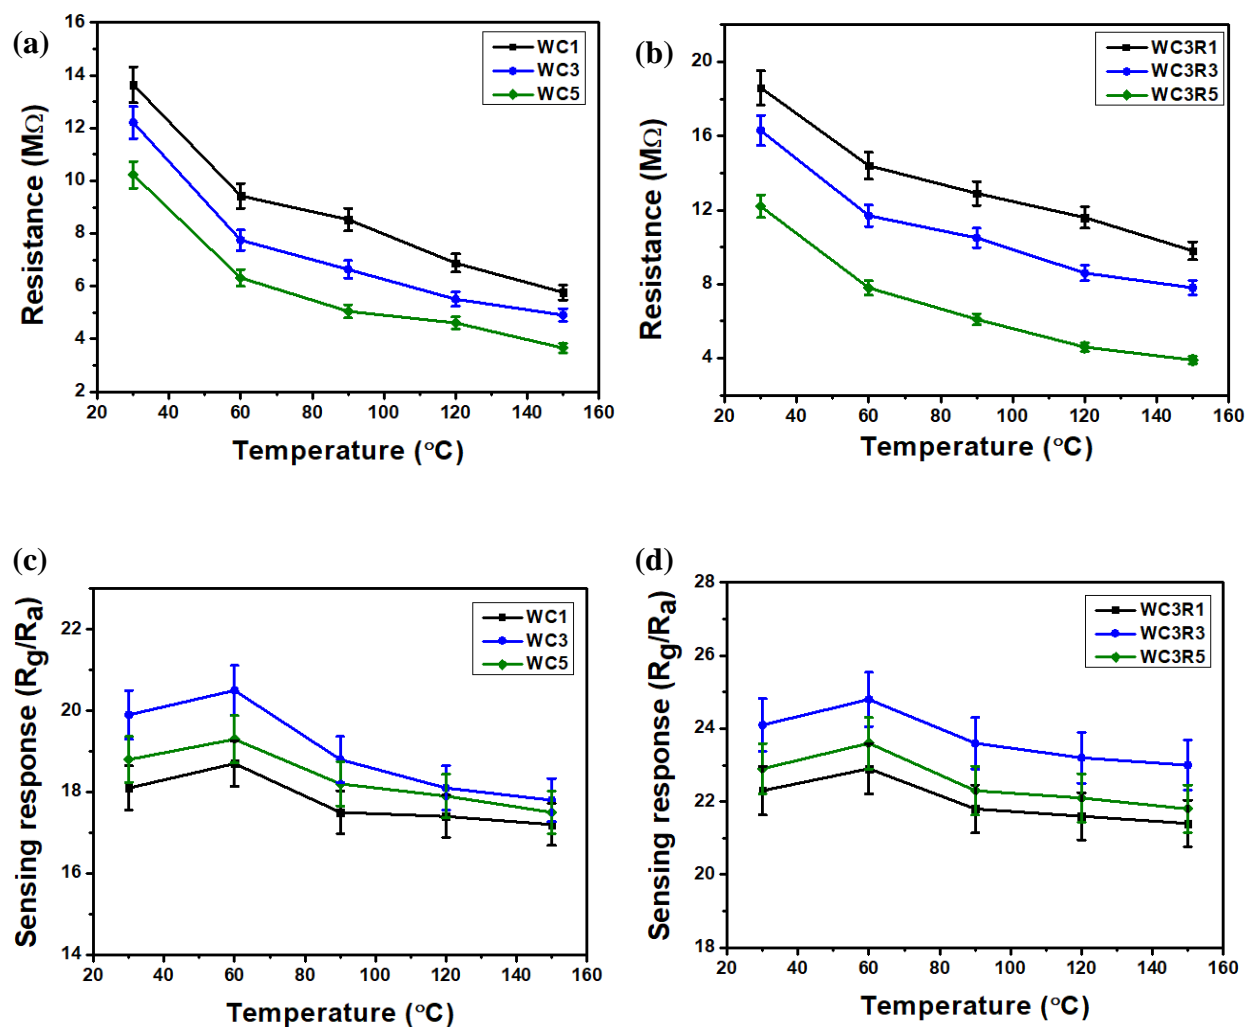 (a)
16
14
12
10
8
6
4
2
Resistance (MΩ)
WC1
WC3
WC5
20 40 60 80 100 120 140 160
Temperature (°C)
(b)
20
16
12
8
4
Resistance (MΩ)
WC3R1
WC3R3
WC3R5
20 40 60 80 100 120 140 160
Temperature (°C)
(c)
22
20
18
16
14
Sensing response (Rg/Ra)
WC1
WC3
WC5
20 40 60 80 100 120 140 160
Temperature (°C)
(d)
28
26
24
22
20
18
Sensing response (Rg/Ra)
WC3R1
WC3R3
WC3R5
20 40 60 80 100 120 140 160
Temperature (°C)